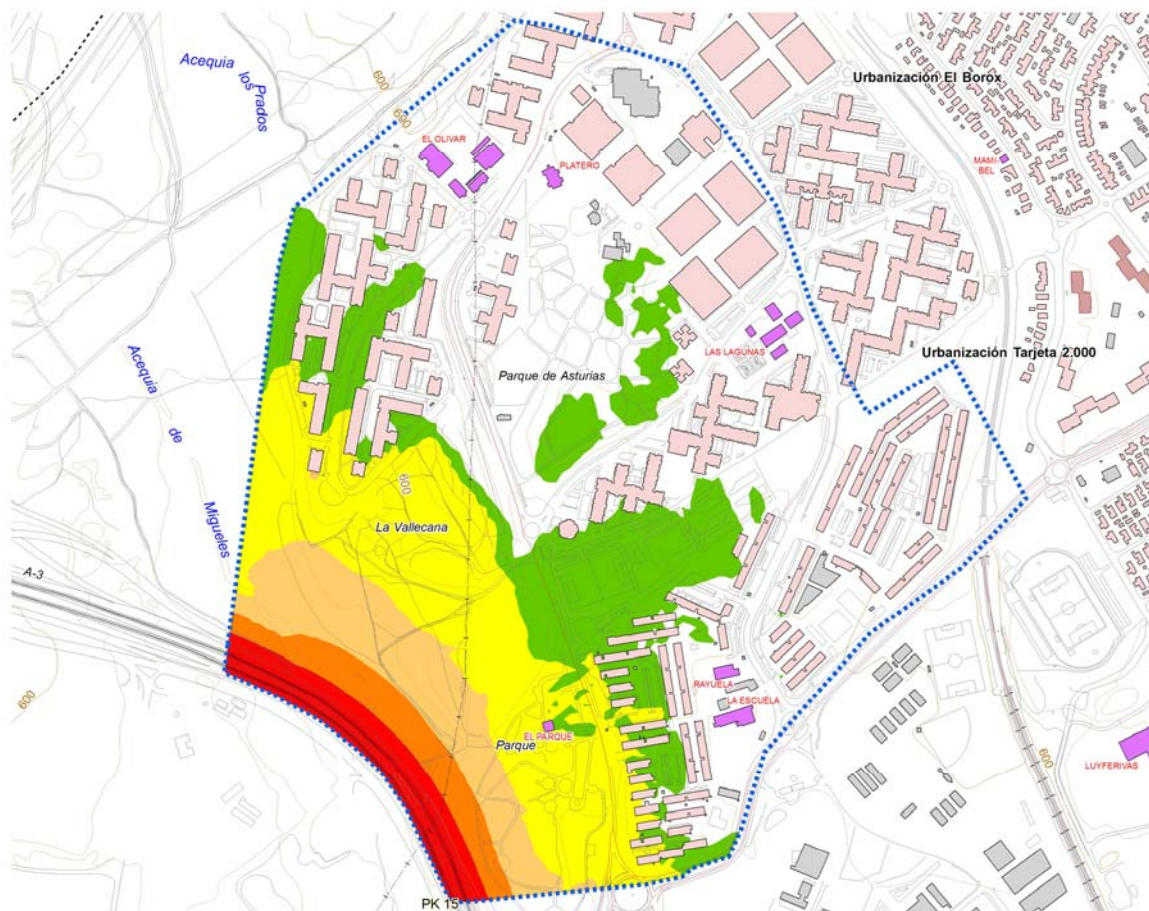 Acequia los
Prados
600
600
Urbanización El Borox
EL OLIVAR
PLATERO
MAMI-
BEL
Acequia
de
Migueles
Parque de Asturias
LAS LAGUNAS
Urbanización Tarjeta 2.000
600
La Vallecana
A-3
600
RAYUELA
LA ESCUELA
EL PARQUE
Parque
600
LUYFERIVAS
PK 15